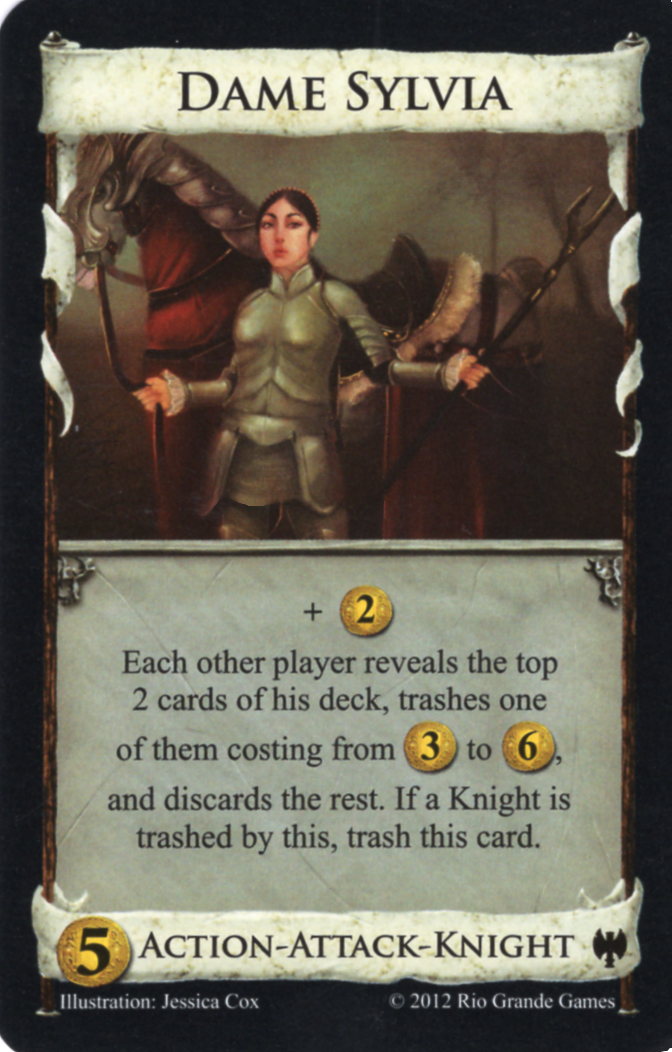 DAME SYLVIA
+ 2
Each other player reveals the top
2 cards of his deck, trashes one
of them costing from 3 to 6,
and discards the rest. If a Knight is
trashed by this, trash this card.
5 ACTION-ATTACK-KNIGHT
Illustration: Jessica Cox © 2012 Rio Grande Games